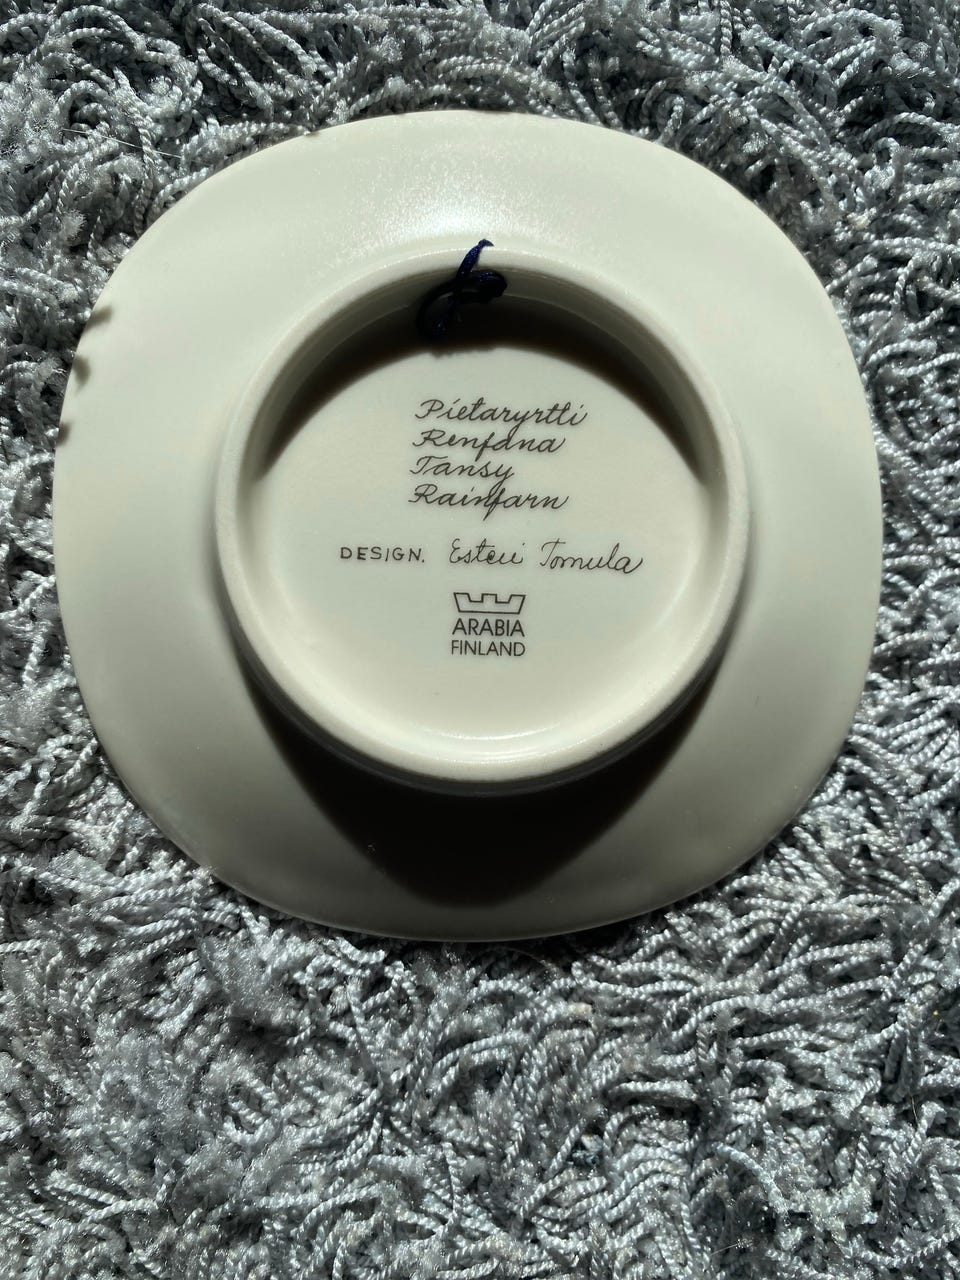 Pietaryrtti
Renfana
Tansy
Rainfarn
DESIGN. Esteri Tomula
ARABIA
FINLAND